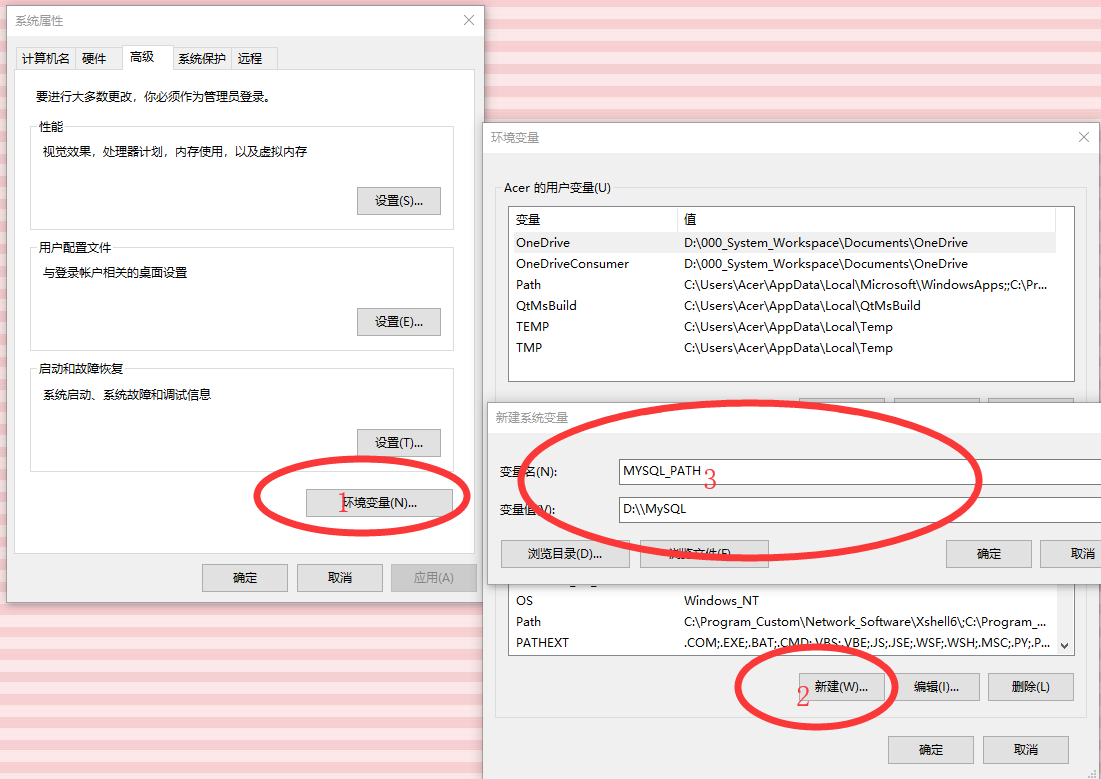 系统属性
计算机名 硬件 高级 系统保护 远程
要进行大多数更改，你必须作为管理员登录。
性能
视觉效果，处理器计划，内存使用，以及虚拟内存
设置(S)...
用户配置文件
与登录帐户相关的桌面设置
设置(E)...
启动和故障恢复
系统启动、系统故障和调试信息
设置(T)...
1
环境变量(N)...
确定 取消 应用(A)
环境变量
Acer 的用户变量(U)
变量 值
OneDrive D:\000_System_Workspace\Documents\OneDrive
OneDriveConsumer D:\000_System_Workspace\Documents\OneDrive
Path C:\Users\Acer\AppData\Local\Microsoft\WindowsApps;;C:\Pr...
QtMsBuild C:\Users\Acer\AppData\Local\QtMsBuild
TEMP C:\Users\Acer\AppData\Local\Temp
TMP C:\Users\Acer\AppData\Local\Temp
新建系统变量
变量名(N): MYSQL_PATH 3
变量值(V): D:\\MySQL
浏览目录(D)... 浏览文件(F)... 确定 取消
OS Windows_NT
Path C:\Program_Custom\Network_Software\Xshell6\;C:\Program_...
PATHEXT .COM;.EXE;.BAT;.CMD;.VBS;.VBE;.JS;.JSE;.WSF;.WSH;.MSC;.PY;.P...
2 新建(W)... 编辑(I)... 删除(L)
确定 取消